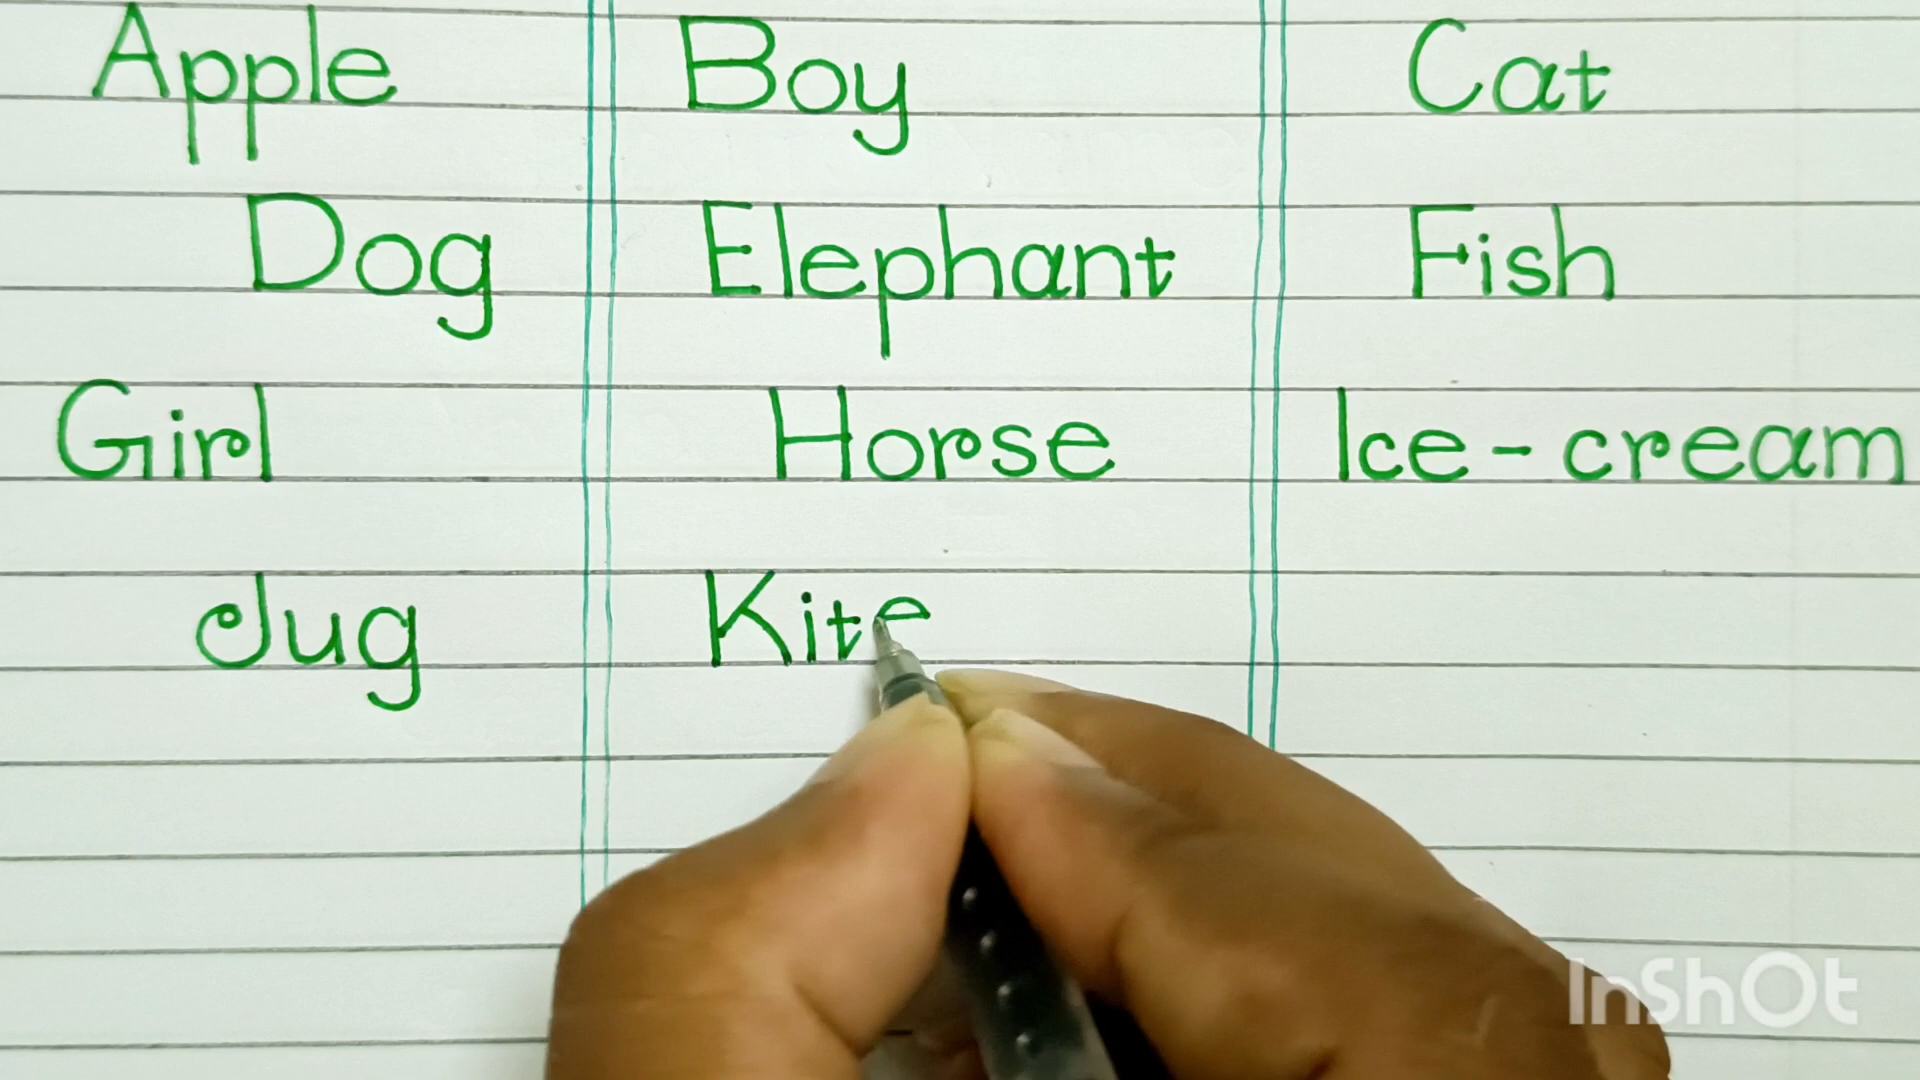 Apple Boy Cat
Dog Elephant Fish
Girl Horse Ice-cream
Jug Kite
InShOt